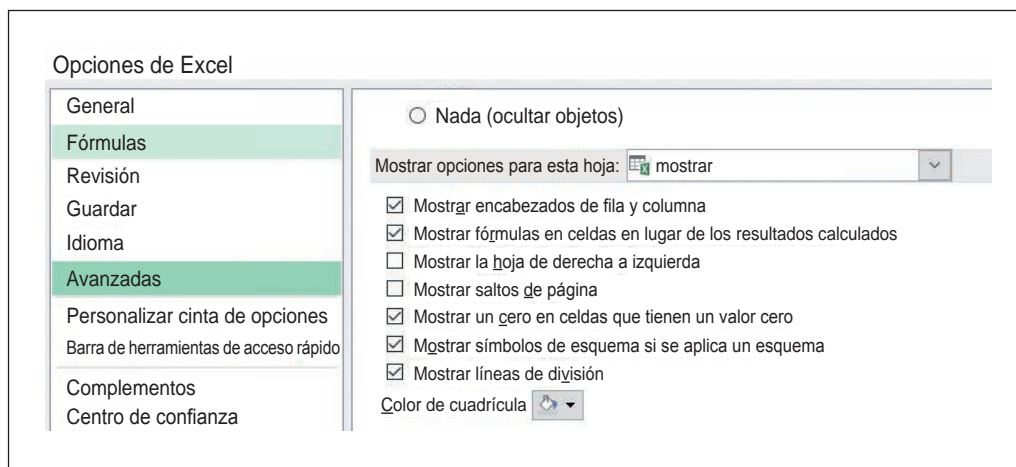 Opciones de Excel
General
Fórmulas
Revisión
Guardar
Idioma
Avanzadas
Personalizar cinta de opciones
Barra de herramientas de acceso rápido
Complementos
Centro de confianza
Nada (ocultar objetos)
Mostrar opciones para esta hoja: mostrar
Mostrar encabezados de fila y columna
Mostrar fórmulas en celdas en lugar de los resultados calculados
Mostrar la hoja de derecha a izquierda
Mostrar saltos de página
Mostrar un cero en celdas que tienen un valor cero
Mostrar símbolos de esquema si se aplica un esquema
Mostrar líneas de división
Color de cuadrícula